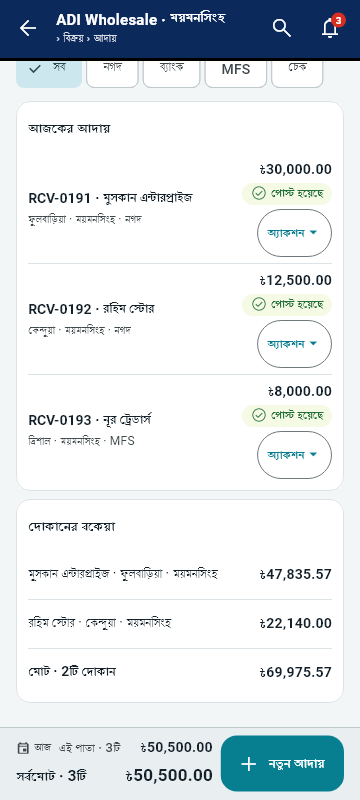 ADI Wholesale · ময়মনসিংহ
› বিক্রয় › আদায়
3
সব
নগদ
ব্যাংক
MFS
চেক
আজকের আদায়
৳30,000.00
RCV-0191 · মুসকান এন্টারপ্রাইজ
পোস্ট হয়েছে
ফুলবাড়িয়া · ময়মনসিংহ · নগদ
অ্যাকশন
৳12,500.00
RCV-0192 · রহিম স্টোর
পোস্ট হয়েছে
কেন্দুয়া · ময়মনসিংহ · নগদ
অ্যাকশন
৳8,000.00
RCV-0193 · নূর ট্রেডার্স
পোস্ট হয়েছে
ত্রিশাল · ময়মনসিংহ · MFS
অ্যাকশন
দোকানের বকেয়া
মুসকান এন্টারপ্রাইজ · ফুলবাড়িয়া · ময়মনসিংহ ৳47,835.57
রহিম স্টোর · কেন্দুয়া · ময়মনসিংহ ৳22,140.00
মোট · 2টি দোকান ৳69,975.57
আজ এই পাতা · 3টি ৳50,500.00
সর্বমোট · 3টি ৳50,500.00
নতুন আদায়